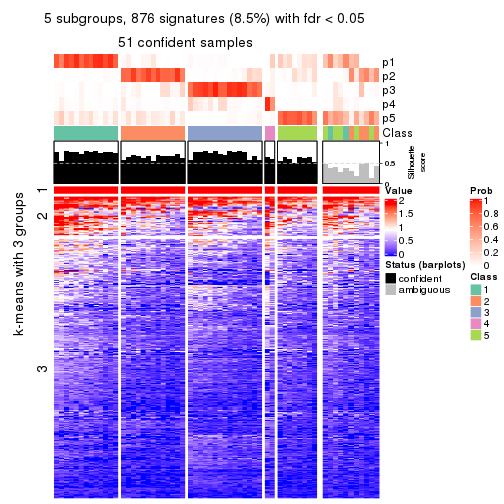 5 subgroups, 876 signatures (8.5%) with fdr < 0.05
51 confident samples
p1
p2
p3
p4
p5
Class
1
0.5
0
Silhouette
score
k-means with 3 groups
1
2
3
Value
2
1.5
1
0.5
0
Status (barplots)
confident
ambiguous
Prob
1
0.8
0.6
0.4
0.2
0
Class
1
2
3
4
5